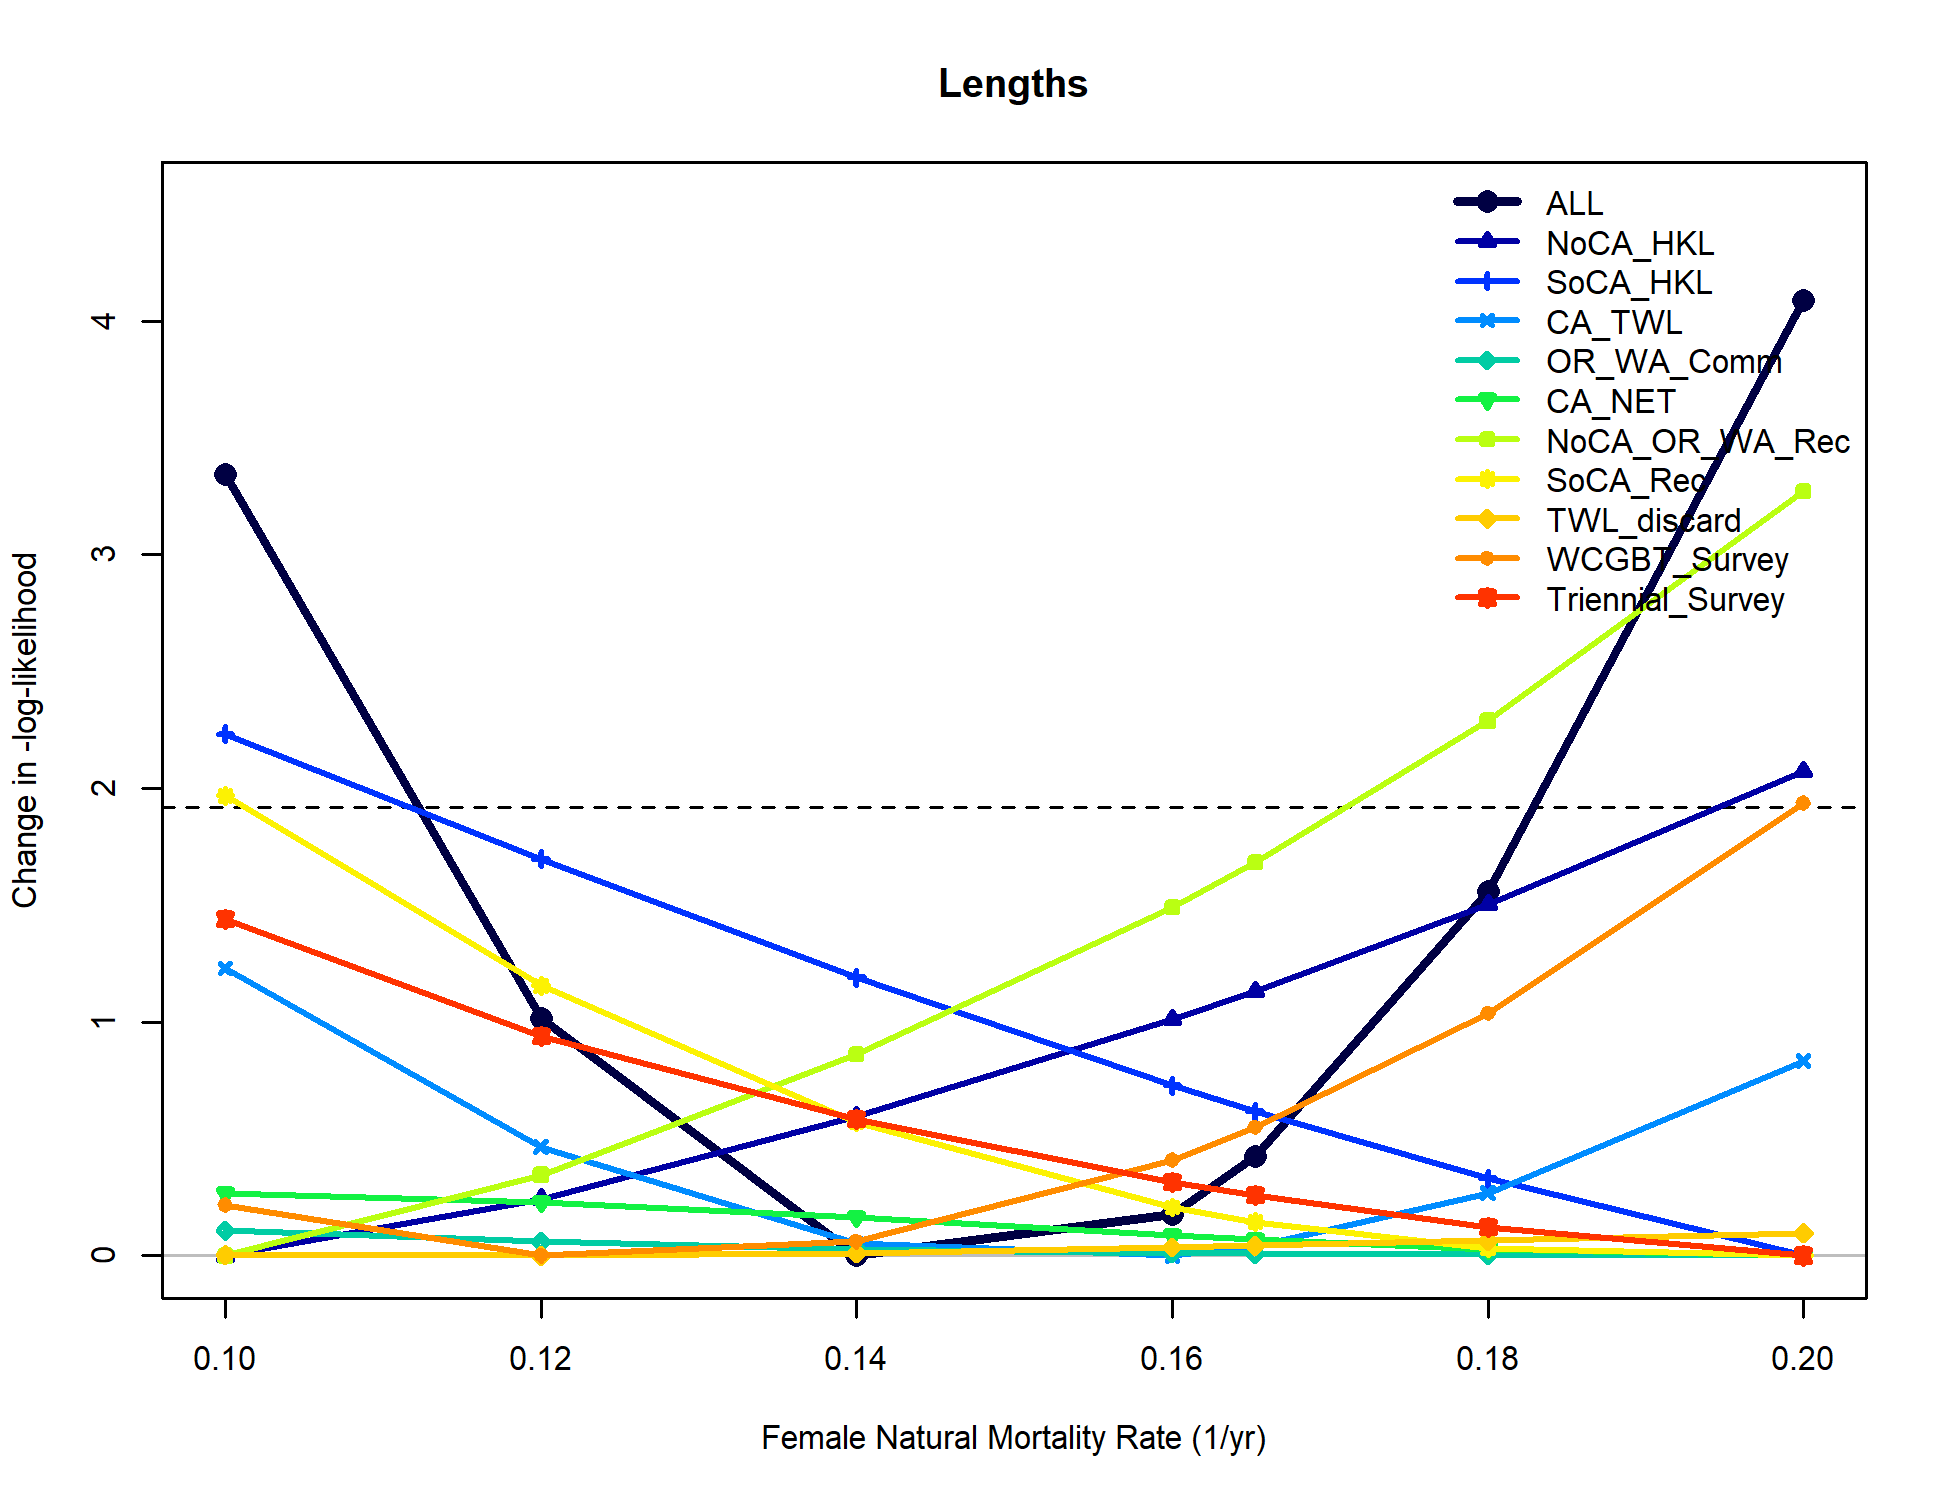 Lengths
Change in -log-likelihood
4
3
2
1
0
ALL
NoCA_HKL
SoCA_HKL
CA_TWL
OR_WA_Comm
CA_NET
NoCA_OR_WA_Rec
SoCA_Rec
TWL_discard
WCGBT_Survey
Triennial_Survey
0.10 0.12 0.14 0.16 0.18 0.20
Female Natural Mortality Rate (1/yr)